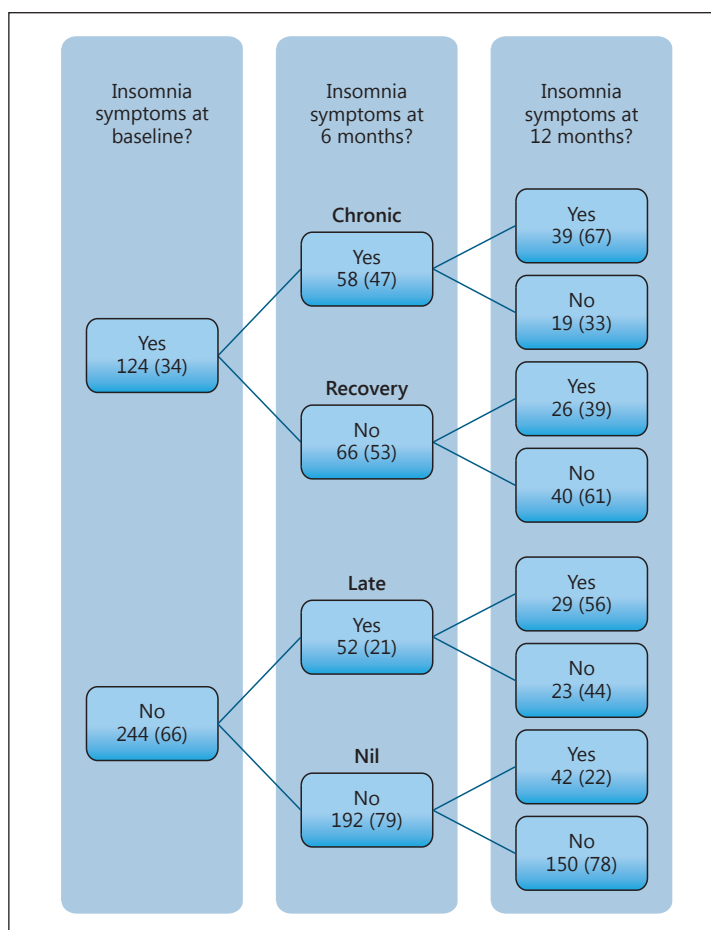 Insomnia
symptoms at
baseline?
Yes
124 (34)
No
244 (66)
Insomnia
symptoms at
6 months?
Chronic
Yes
58 (47)
Recovery
No
66 (53)
Late
Yes
52 (21)
Nil
No
192 (79)
Insomnia
symptoms at
12 months?
Yes
39 (67)
No
19 (33)
Yes
26 (39)
No
40 (61)
Yes
29 (56)
No
23 (44)
Yes
42 (22)
No
150 (78)